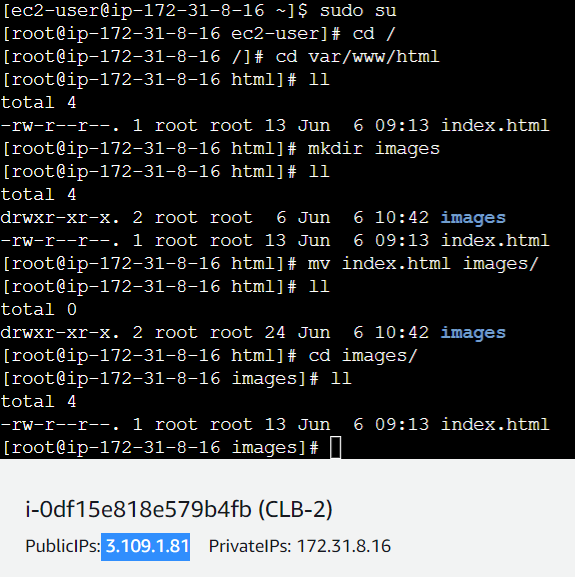 [ec2-user@ip-172-31-8-16 ~]$ sudo su
[root@ip-172-31-8-16 ec2-user]# cd /
[root@ip-172-31-8-16 /]# cd var/www/html
[root@ip-172-31-8-16 html]# ll
total 4
-rw-r--r--. 1 root root 13 Jun  6 09:13 index.html
[root@ip-172-31-8-16 html]# mkdir images
[root@ip-172-31-8-16 html]# ll
total 4
drwxr-xr-x. 2 root root  6 Jun  6 10:42 images
-rw-r--r--. 1 root root 13 Jun  6 09:13 index.html
[root@ip-172-31-8-16 html]# mv index.html images/
[root@ip-172-31-8-16 html]# ll
total 0
drwxr-xr-x. 2 root root 24 Jun  6 10:42 images
[root@ip-172-31-8-16 html]# cd images/
[root@ip-172-31-8-16 images]# ll
total 4
-rw-r--r--. 1 root root 13 Jun  6 09:13 index.html
[root@ip-172-31-8-16 images]#
i-0df15e818e579b4fb (CLB-2)
PublicIPs: 3.109.1.81 PrivateIPs: 172.31.8.16